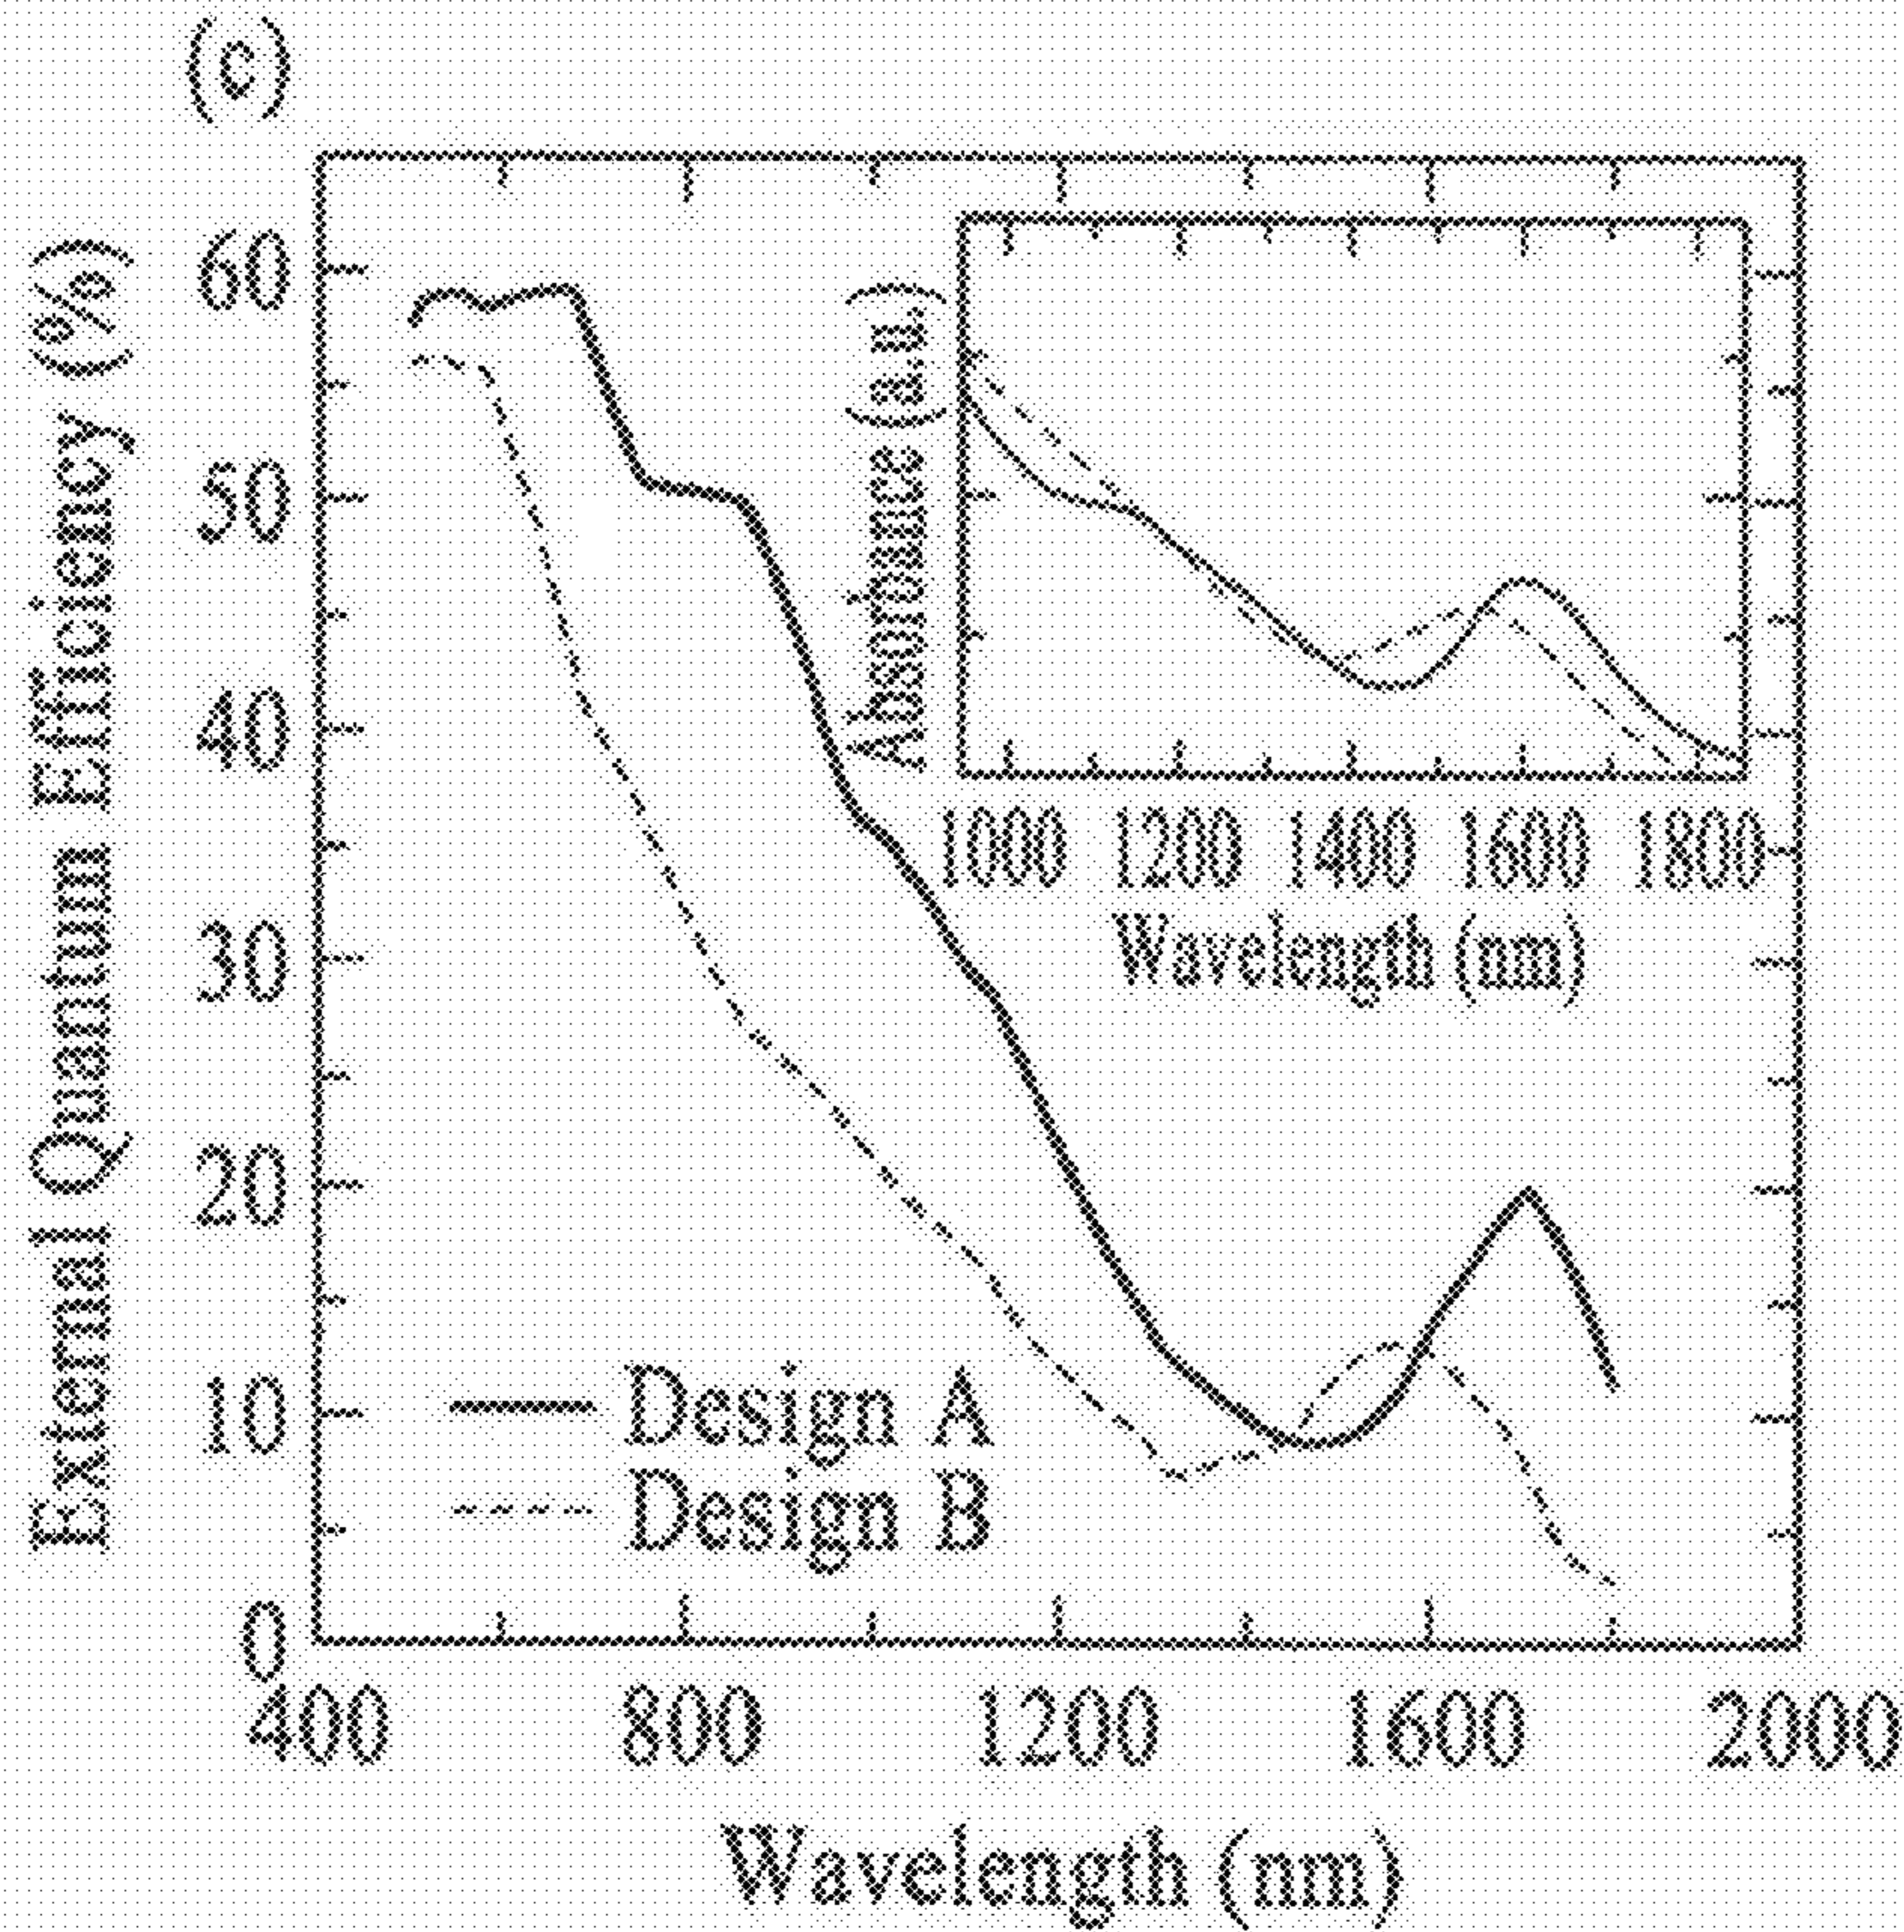 (c)
External Quantum Efficiency (%)
60
50
40
30
20
10
0
Absorbance (a.u.)
1000 1200 1400 1600 1800
Wavelength (nm)
Design A
Design B
400 800 1200 1600 2000
Wavelength (nm)